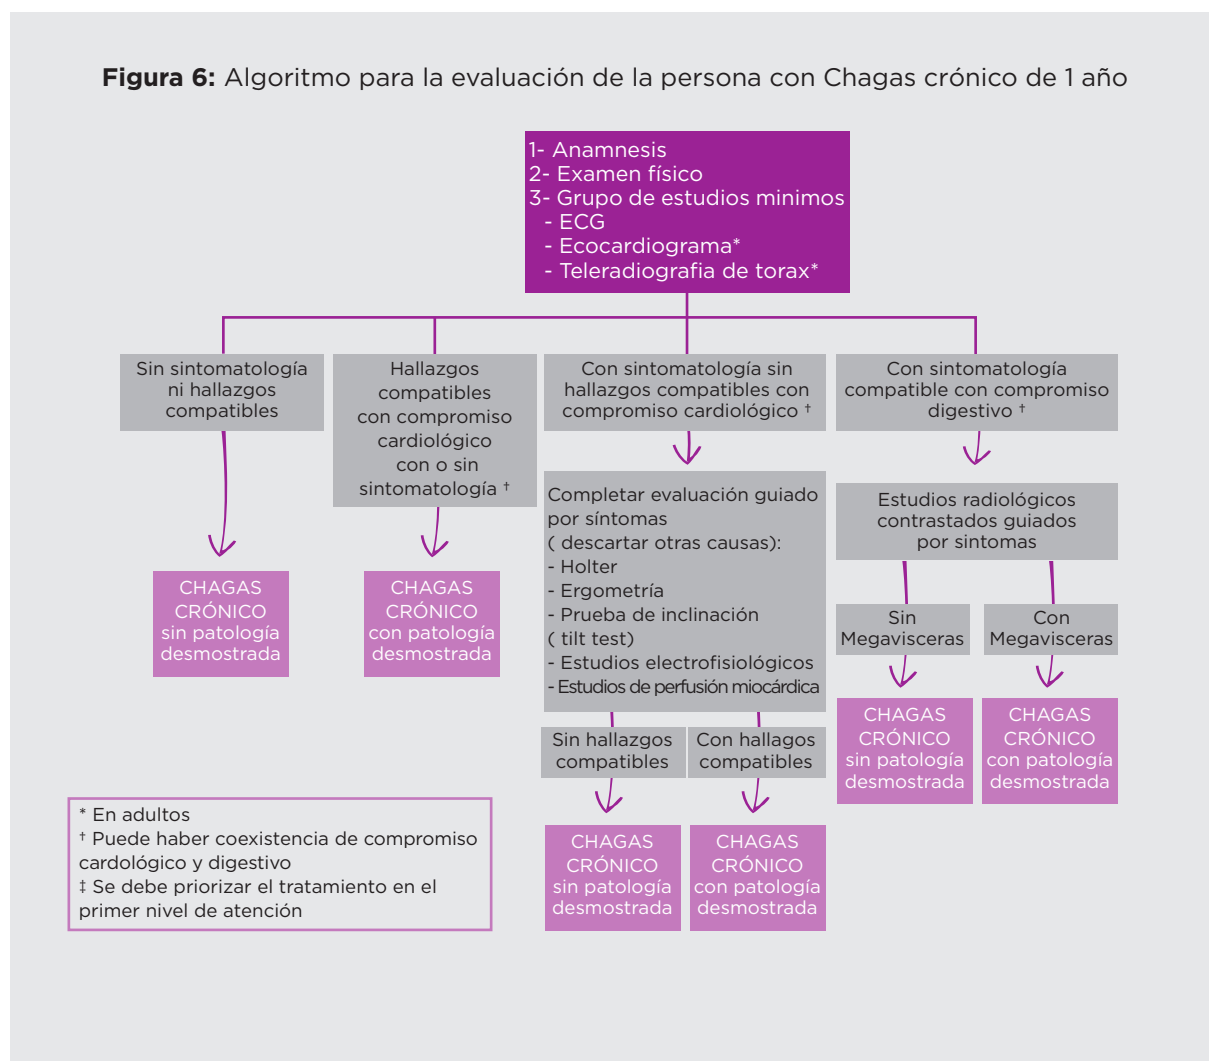 Figura 6: Algoritmo para la evaluación de la persona con Chagas crónico de 1 año
1- Anamnesis
2- Examen físico
3- Grupo de estudios minimos
- ECG
- Ecocardiograma*
- Teleradiografia de torax*
Sin sintomatología
ni hallazgos
compatibles
CHAGAS
CRÓNICO
sin patología
desmostrada
Hallazgos
compatibles
con compromiso
cardiológico
con o sin
sintomatología †
CHAGAS
CRÓNICO
con patología
desmostrada
Con sintomatología sin
hallazgos compatibles con
compromiso cardiológico †
Completar evaluación guiado
por síntomas
( descartar otras causas):
- Holter
- Ergometría
- Prueba de inclinación
( tilt test)
- Estudios electrofisiológicos
- Estudios de perfusión miocárdica
Sin hallazgos
compatibles
CHAGAS
CRÓNICO
sin patología
desmostrada
Con hallagos
compatibles
CHAGAS
CRÓNICO
con patología
desmostrada
Con sintomatología
compatible con compromiso
digestivo †
Estudios radiológicos
contrastados guiados
por sintomas
Sin
Megavisceras
CHAGAS
CRÓNICO
sin patología
desmostrada
Con
Megavisceras
CHAGAS
CRÓNICO
con patología
desmostrada
* En adultos
† Puede haber coexistencia de compromiso
cardológico y digestivo
‡ Se debe priorizar el tratamiento en el
primer nivel de atención